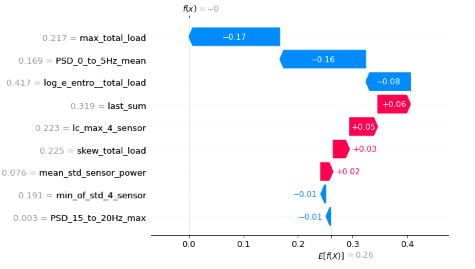 f(x) = −0
0.217 = max_total_load
−0.17
0.169 = PSD_0_to_5Hz_mean
−0.16
0.417 = log_e_entro__total_load
−0.08
0.319 = last_sum
+0.06
0.223 = lc_max_4_sensor
+0.05
0.225 = skew_total_load
+0.03
0.076 = mean_std_sensor_power
+0.02
0.191 = min_of_std_4_sensor
−0.01
0.003 = PSD_15_to_20Hz_max
−0.01
0.0 0.1 0.2 0.3 0.4
E[f(X)] = 0.26